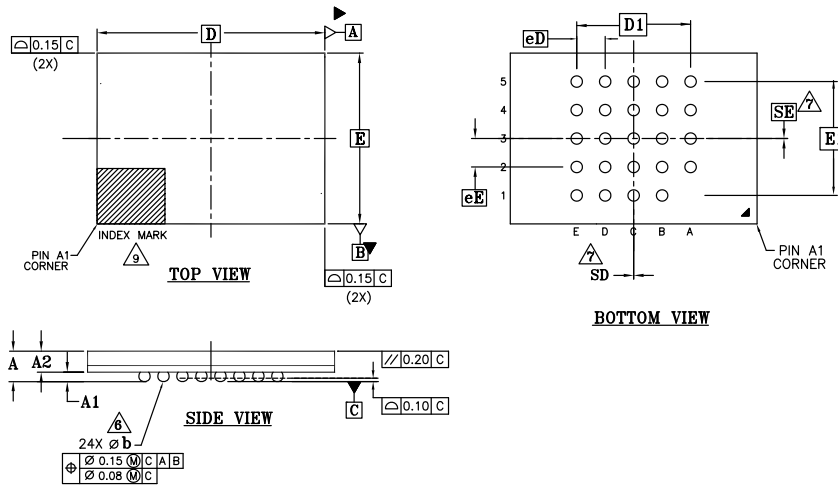 D
A
⌓ 0.15 C
(2X)
E
INDEX MARK
PIN A1
CORNER
9
B
⌓ 0.15 C
(2X)
TOP VIEW
D1
eD
5
4
3
2
1
7
SE
E
eE
E D C B A
7
SD
PIN A1
CORNER
BOTTOM VIEW
A
A2
A1
// 0.20 C
C
⌓ 0.10 C
6
SIDE VIEW
24X Ø b
⌖ Ø 0.15 Ⓜ C A B
Ø 0.08 Ⓜ C